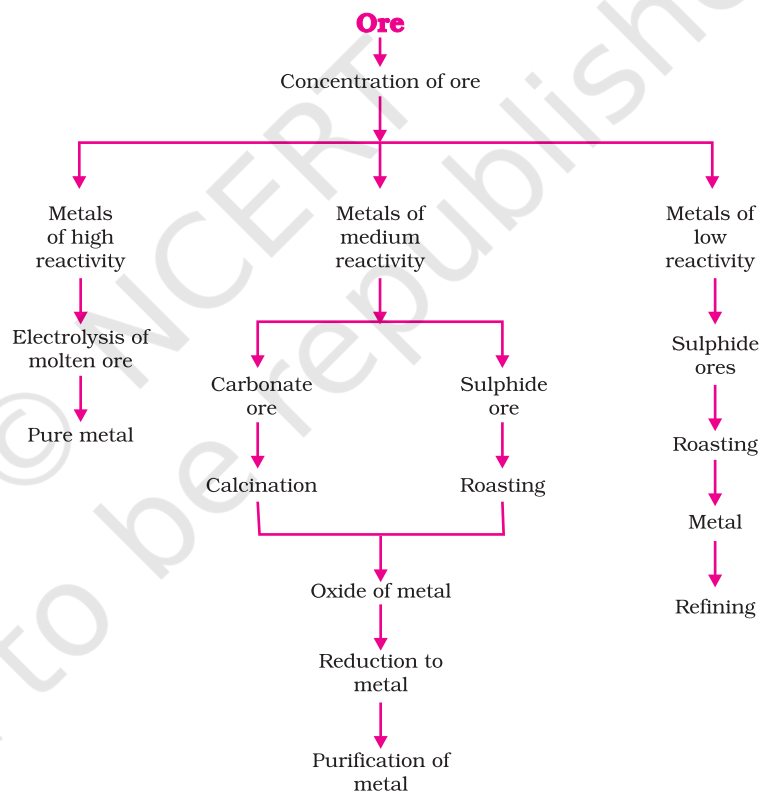 Ore
Concentration of ore
Metals
of high
reactivity
Electrolysis of
molten ore
Pure metal
Metals of
medium
reactivity
Carbonate
ore
Calcination
Sulphide
ore
Roasting
Oxide of metal
Reduction to
metal
Purification of
metal
Metals of
low
reactivity
Sulphide
ores
Roasting
Metal
Refining
© NCERT
to be republishe